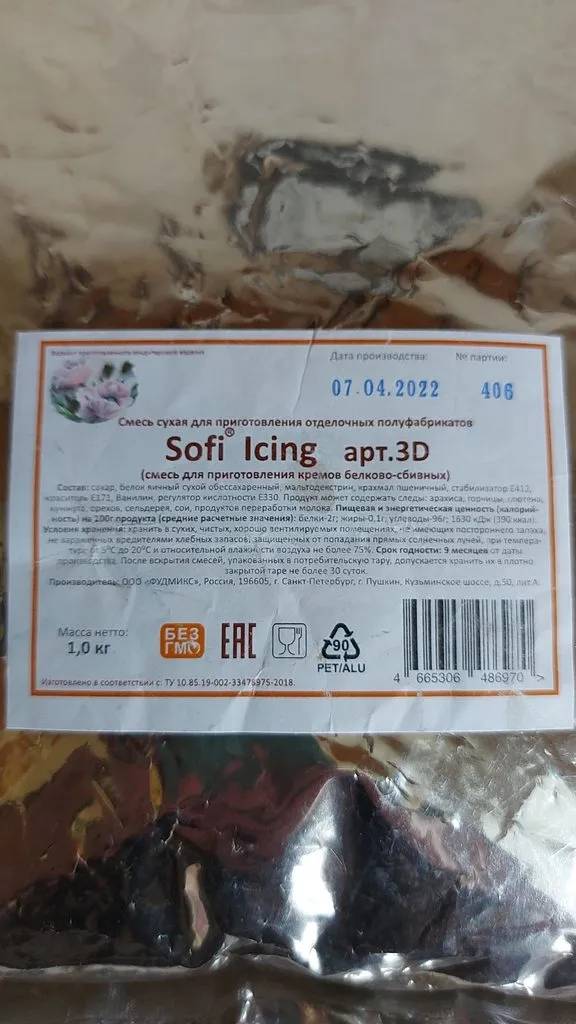 Вариант приготовленного кондитерского изделия
Дата производства:
№ партии:
07.04.2022
406
Смесь сухая для приготовления отделочных полуфабрикатов
Sofi® Icing арт.3D
(смесь для приготовления кремов белково-сбивных)
Состав: сахар, белок яичный сухой обессахаренный, мальтодекстрин, крахмал пшеничный, стабилизатор Е412,
краситель Е171, Ванилин, регулятор кислотности Е330. Продукт может содержать следы: арахиса, горчицы, глютена,
кунжута, орехов, сельдерея, сои, продуктов переработки молока. Пищевая и энергетическая ценность (калорий-
ность) на 100г продукта (средние расчетные значения): белки-2г; жиры-0,1г; углеводы-96г; 1630 кДж (390 ккал).
Условия хранения: хранить в сухих, чистых, хорошо вентилируемых помещениях, не имеющих постороннего запаха,
не зараженных вредителями хлебных запасов, защищенных от попадания прямых солнечных лучей, при темпера-
туре от 5°С до 20°С и относительной влажности воздуха не более 75%. Срок годности: 9 месяцев от даты
производства. После вскрытия смесей, упакованных в потребительскую тару, допускается хранить их в плотно
закрытой таре не более 30 суток.
Производитель: ООО «ФУДМИКС», Россия, 196605, г. Санкт-Петербург, г. Пушкин, Кузьминское шоссе, д.50, лит.А.
Масса нетто:
1,0 кг
БЕЗ
ГМО
ЕАС
90
PET/ALU
4 665306 486970 >
Изготовлено в соответствии с: ТУ 10.85.19-002-33478975-2018.